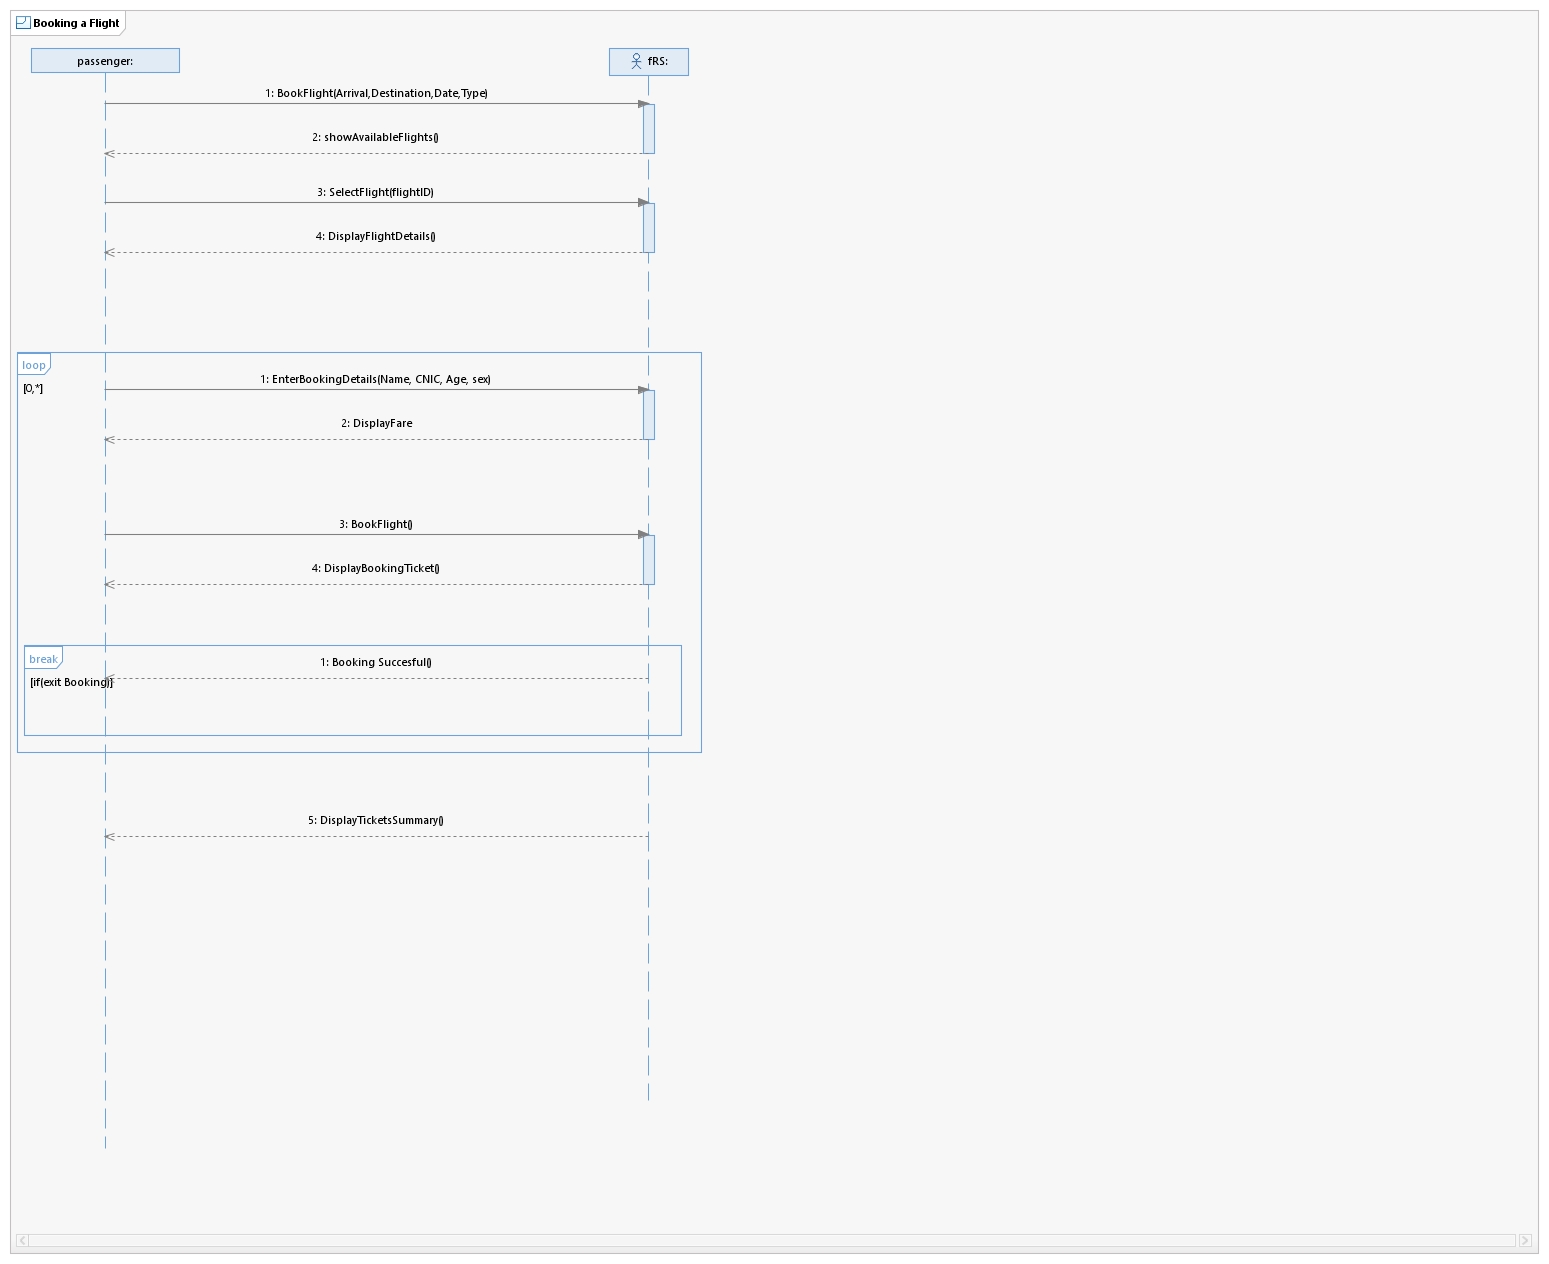 Booking a Flight
passenger:
fRS:
1: BookFlight(Arrival,Destination,Date,Type)
2: showAvailableFlights()
3: SelectFlight(flightID)
4: DisplayFlightDetails()
loop
1: EnterBookingDetails(Name, CNIC, Age, sex)
[0,*]
2: DisplayFare
3: BookFlight()
4: DisplayBookingTicket()
break
1: Booking Succesful()
[if(exit Booking)]
5: DisplayTicketsSummary()